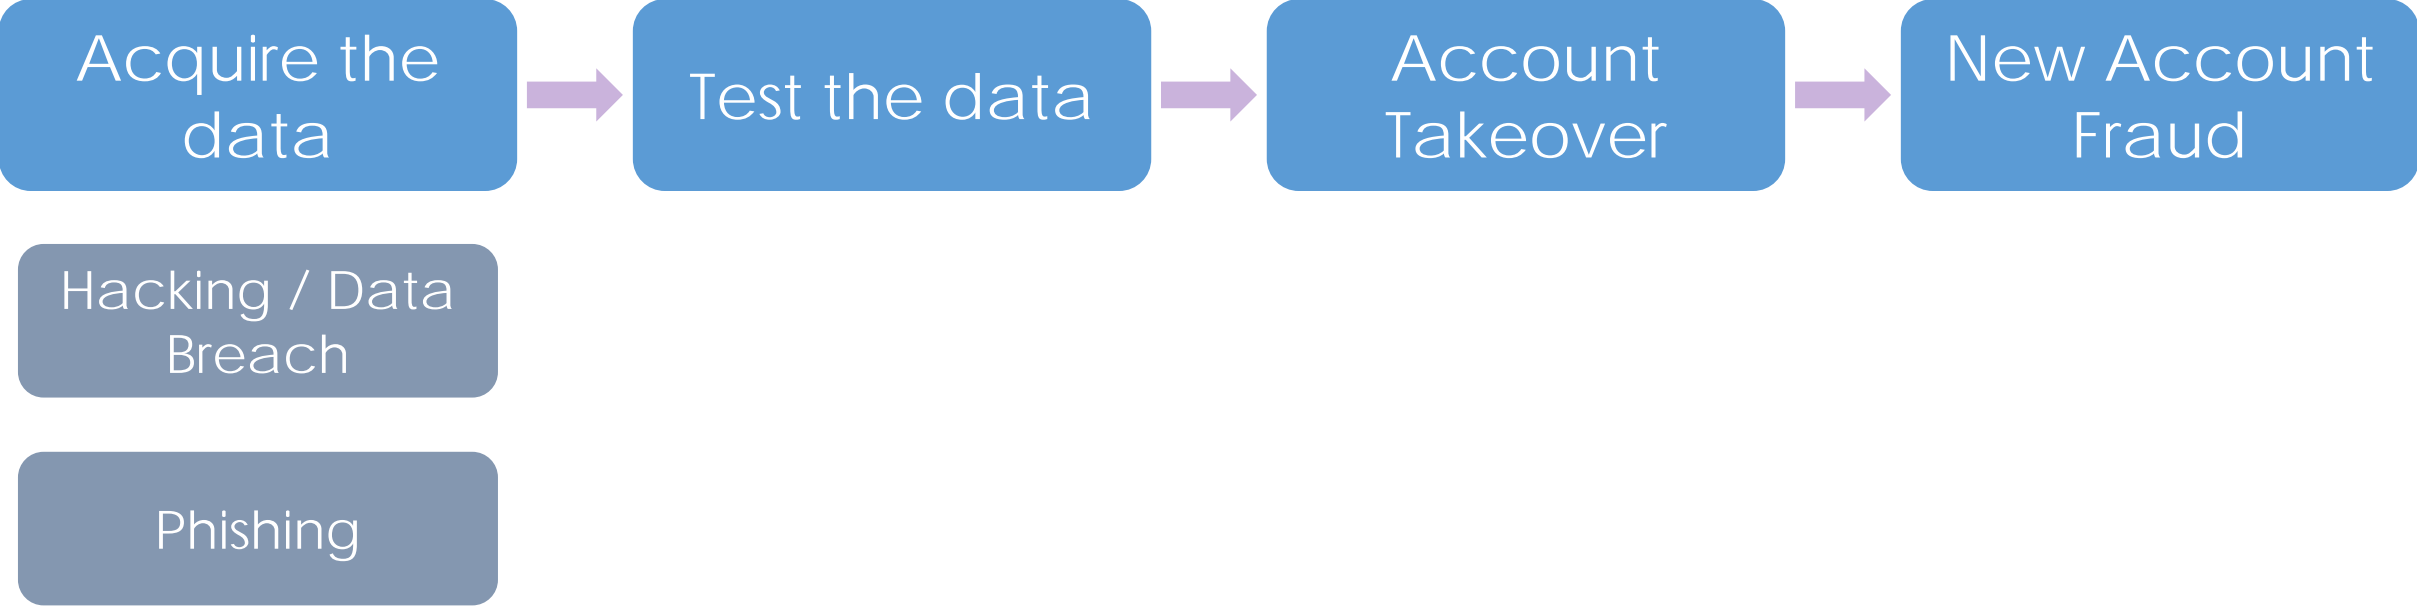 Acquire the
data
Test the data
Account
Takeover
New Account
Fraud
Hacking / Data
Breach
Phishing